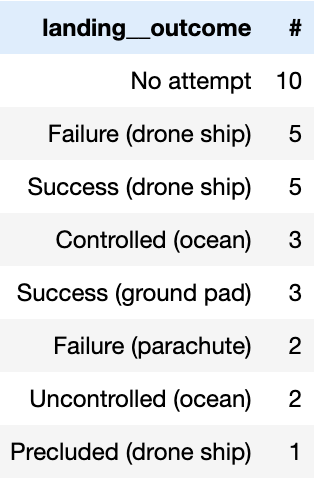 landing__outcome #
No attempt 10
Failure (drone ship) 5
Success (drone ship) 5
Controlled (ocean) 3
Success (ground pad) 3
Failure (parachute) 2
Uncontrolled (ocean) 2
Precluded (drone ship) 1